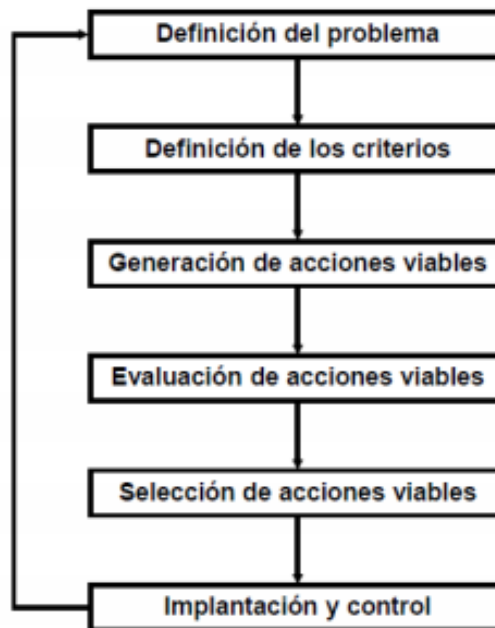 Definición del problema
Definición de los criterios
Generación de acciones viables
Evaluación de acciones viables
Selección de acciones viables
Implantación y control